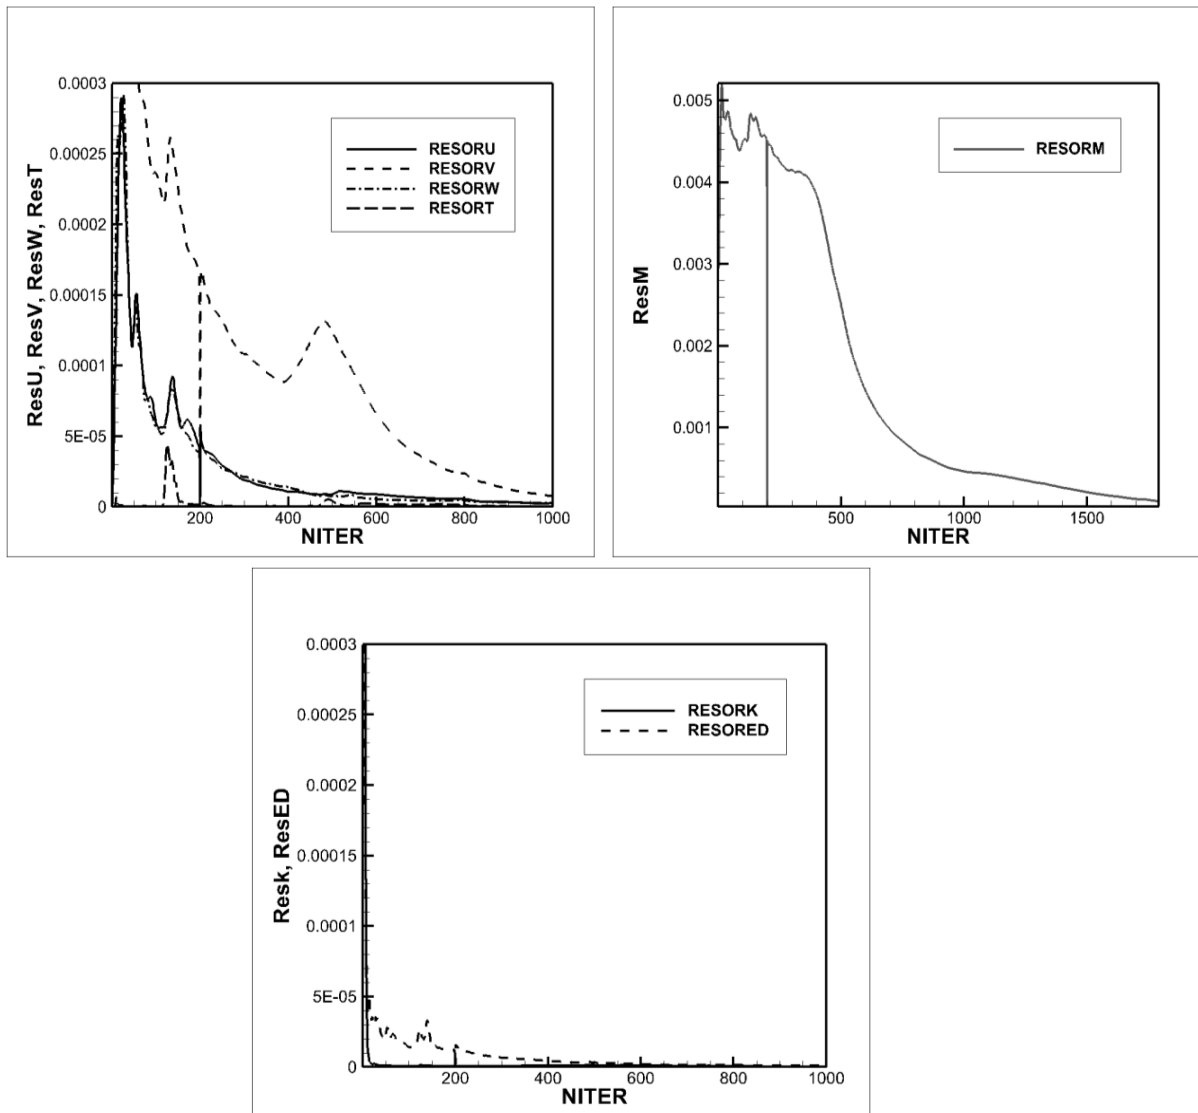 ResU, ResV, ResW, ResT
0.0003
0.00025
0.0002
0.00015
0.0001
5E-05
0
200
400
600
800
1000
NITER
RESORU
RESORV
RESORW
RESORT
ResM
0.005
0.004
0.003
0.002
0.001
500
1000
1500
NITER
RESORM
Resk, ResED
0.0003
0.00025
0.0002
0.00015
0.0001
5E-05
0
200
400
600
800
1000
NITER
RESORK
RESORED